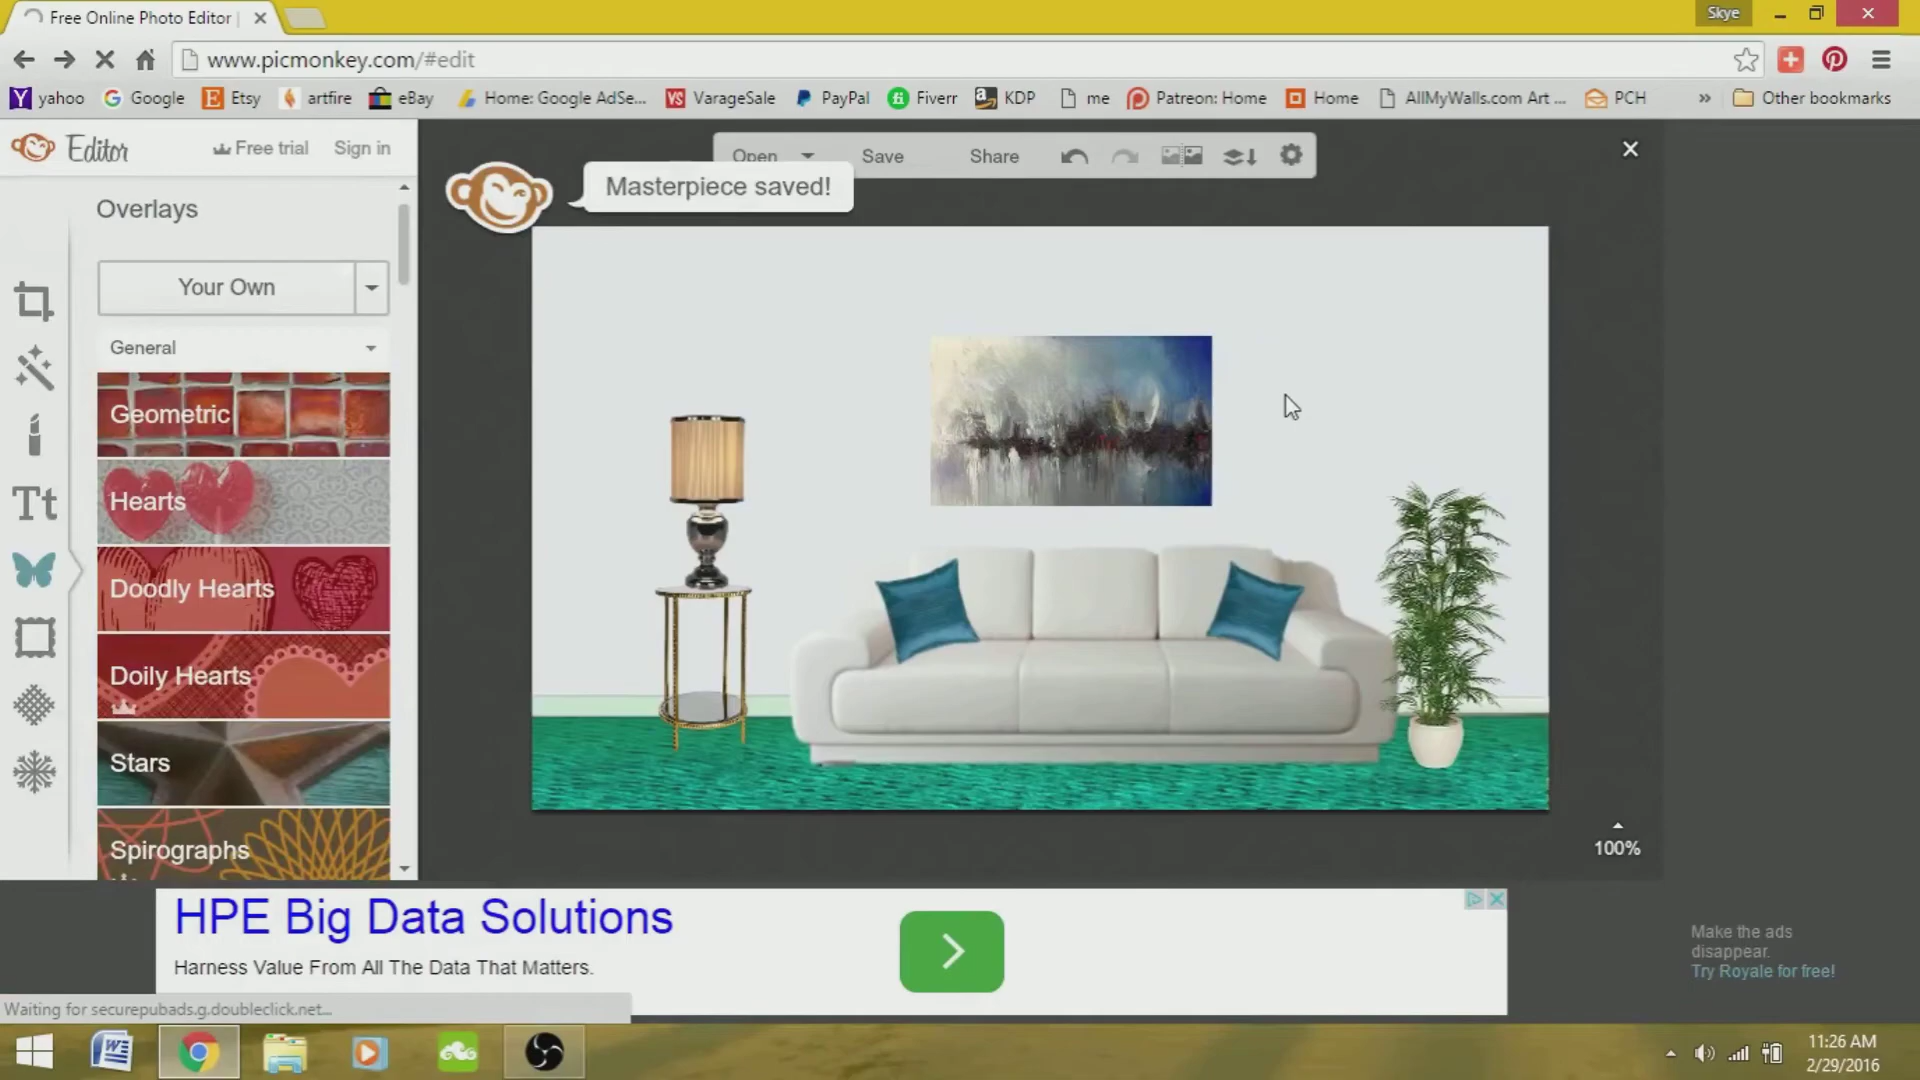 Free Online Photo Editor |
Skye
www.picmonkey.com/#edit
yahoo Google Etsy artfire eBay Home: Google AdSe... VarageSale PayPal Fiverr KDP me Patreon: Home Home AllMyWalls.com Art ... PCH » Other bookmarks
Editor Free trial Sign in
Open Save Share
Masterpiece saved!
Overlays
Your Own
General
Geometric
Hearts
Doodly Hearts
Doily Hearts
Stars
Spirographs
Tt
100%
HPE Big Data Solutions
Harness Value From All The Data That Matters.
Make the ads
disappear.
Try Royale for free!
Waiting for securepubads.g.doubleclick.net...
11:26 AM
2/29/2016